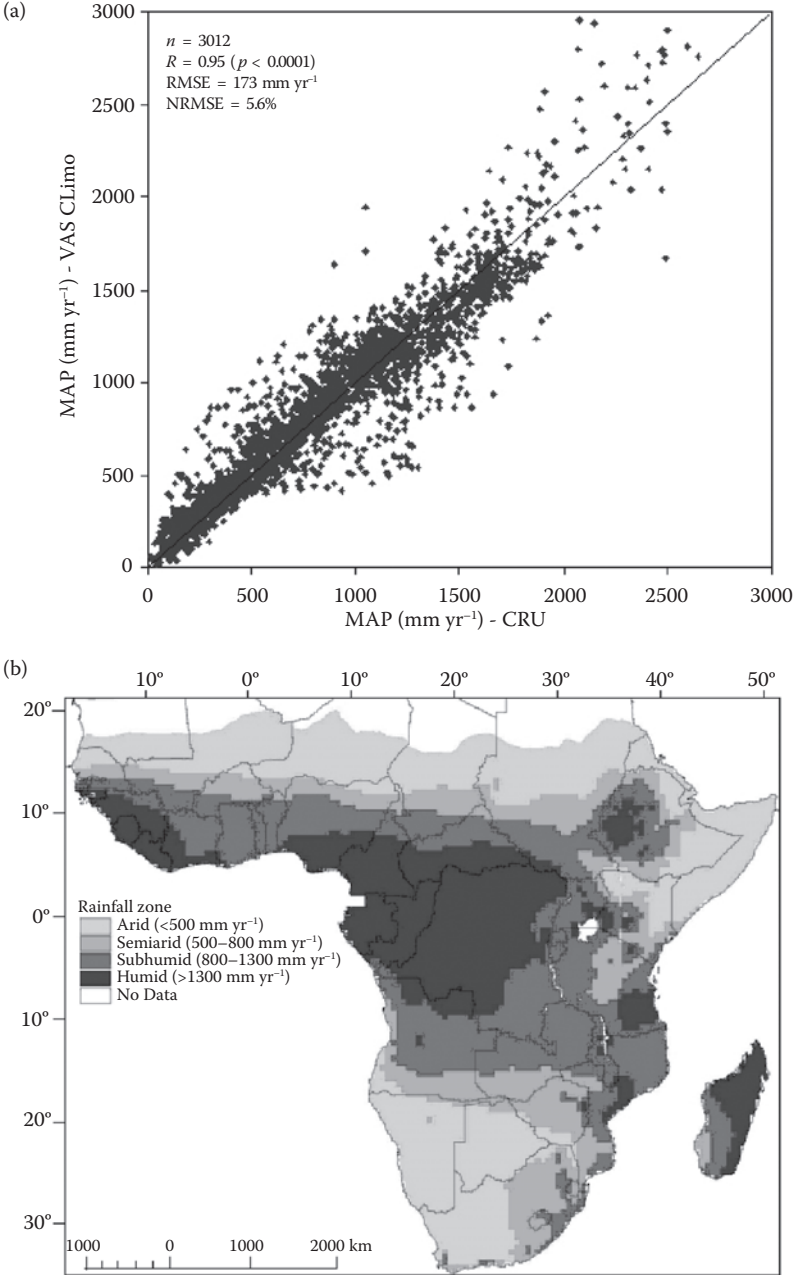 (a)
3000
2500
2000
1500
1000
500
0
MAP (mm yr⁻¹) - VAS CLimo
n = 3012
R = 0.95 (p < 0.0001)
RMSE = 173 mm yr⁻¹
NRMSE = 5.6%
0 500 1000 1500 2000 2500 3000
MAP (mm yr⁻¹) - CRU
(b)
10° 0° 10° 20° 30° 40° 50°
20°
10°
0°
10°
20°
30°
Rainfall zone
Arid (<500 mm yr⁻¹)
Semiarid (500–800 mm yr⁻¹)
Subhumid (800–1300 mm yr⁻¹)
Humid (>1300 mm yr⁻¹)
No Data
1000 0 1000 2000 km